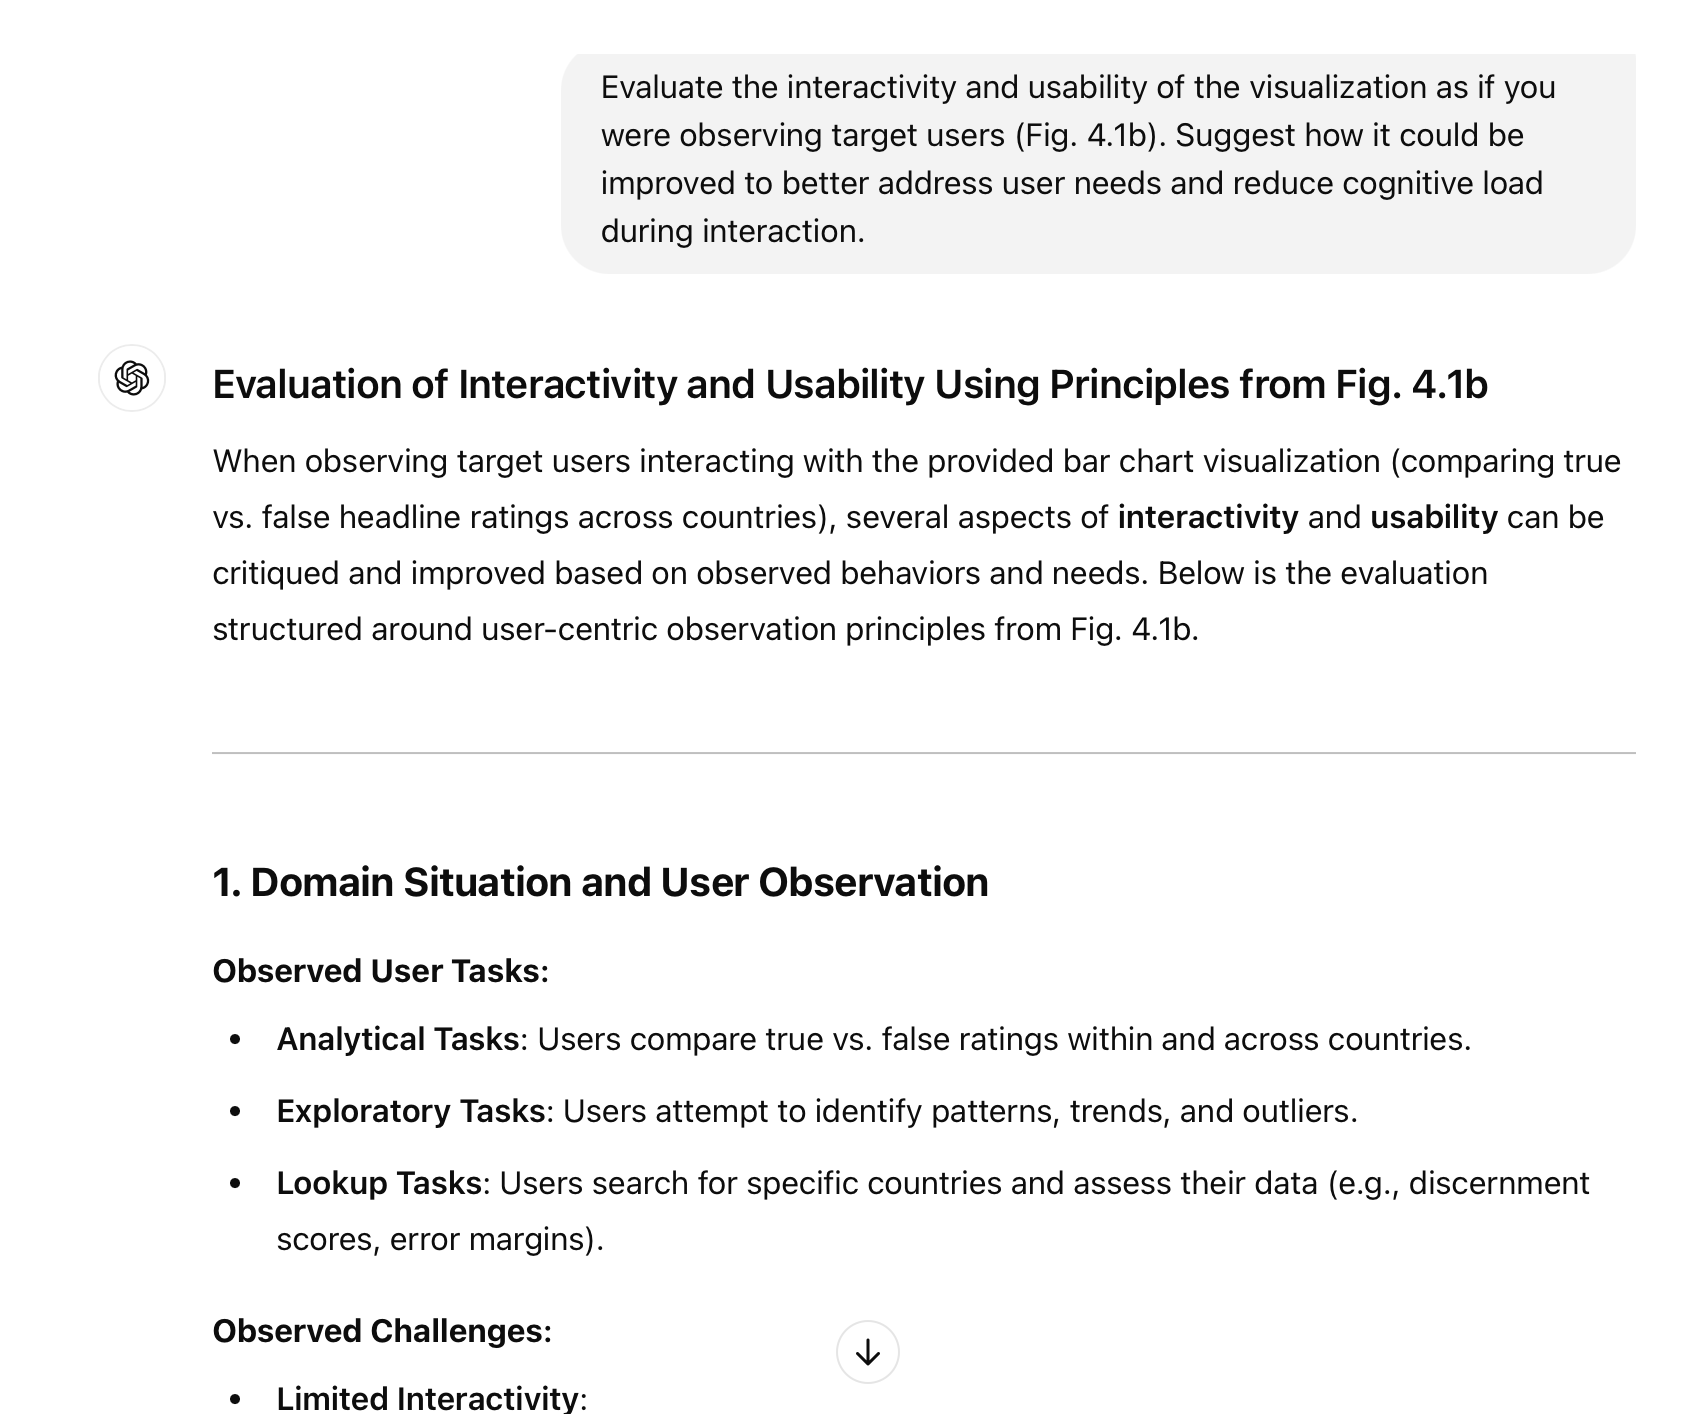 Evaluate the interactivity and usability of the visualization as if you
were observing target users (Fig. 4.1b). Suggest how it could be
improved to better address user needs and reduce cognitive load
during interaction.
Evaluation of Interactivity and Usability Using Principles from Fig. 4.1b
When observing target users interacting with the provided bar chart visualization (comparing true
vs. false headline ratings across countries), several aspects of interactivity and usability can be
critiqued and improved based on observed behaviors and needs. Below is the evaluation
structured around user-centric observation principles from Fig. 4.1b.
1. Domain Situation and User Observation
Observed User Tasks:
• Analytical Tasks: Users compare true vs. false ratings within and across countries.
• Exploratory Tasks: Users attempt to identify patterns, trends, and outliers.
• Lookup Tasks: Users search for specific countries and assess their data (e.g., discernment
scores, error margins).
Observed Challenges:
• Limited Interactivity: